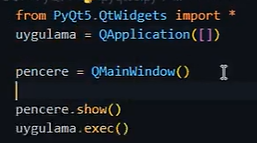 from PyQt5.QtWidgets import *
uygulama = QApplication([])
pencere = QMainWindow()
pencere.show()
uygulama.exec()